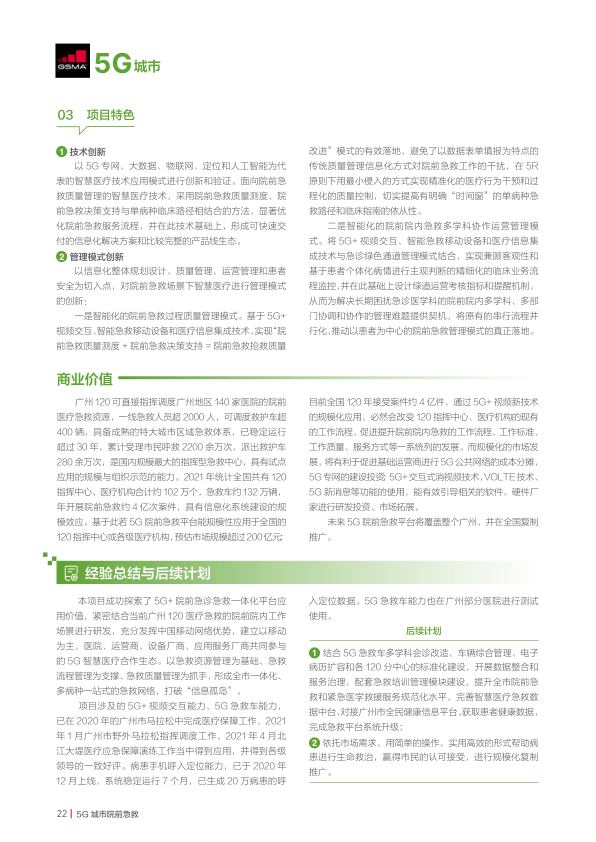 GSMA
5G城市
03 项目特色
1 技术创新
以 5G 专网、大数据、物联网、定位和人工智能为代
表的智慧医疗技术应用模式进行创新和验证。面向院前急
救质量管理的智慧医疗技术，采用院前急救质量测度、院
前急救决策支持与单病种临床路径相结合的方法，显著优
化院前急救服务流程，并在此技术基础上，形成可快速交
付的信息化解决方案和比较完整的产品线生态。
2 管理模式创新
以信息化整体规划设计、质量管理、运营管理和患者
安全为切入点，对院前急救场景下智慧医疗进行管理模式
的创新：
一是智能化的院前急救过程质量管理模式。基于 5G+
视频交互、智能急救移动设备和医疗信息集成技术，实现“院
前急救质量测度 + 院前急救决策支持 = 院前急救抢救质量
改进”模式的有效落地，避免了以数据表单填报为特点的
传统质量管理信息化方式对院前急救工作的干扰，在 5R
原则下用最小侵入的方式实现精准化的医疗行为干预和过
程化的质量控制，切实提高有明确“时间窗”的单病种急
救路径和临床指南的依从性。
二是智能化的院前院内急救多学科协作运营管理模
式。将 5G+ 视频交互、智能急救移动设备和医疗信息集
成技术与急诊绿色通道管理模式结合，实现兼顾客观性和
基于患者个体化病情进行主观判断的精细化的临床业务流
程监控，并在此基础上设计绿道运营考核指标和提醒机制，
从而为解决长期困扰急诊医学科的院前院内多学科、多部
门协调和协作的管理难题提供契机，将原有的串行流程并
行化，推动以患者为中心的院前急救管理模式的真正落地。
商业价值
广州 120 可直接指挥调度广州地区 140 家医院的院前
医疗急救资源，一线急救人员超 2000 人，可调度救护车超
400 辆，具备成熟的特大城市区域急救体系，已稳定运行
超过 30 年，累计受理市民呼救 2200 余万次，派出救护车
280 余万次，是国内规模最大的指挥型急救中心，具有试点
应用的规模与组织示范的能力。2021 年统计全国共有 120
指挥中心、医疗机构合计约 102 万个，急救车约 132 万辆，
年开展院前急救约 4 亿次案件，具有信息化系统建设的规
模效应。基于此若 5G 院前急救平台能规模性应用于全国的
120 指挥中心或各级医疗机构，预估市场规模超过 200 亿元；
目前全国 120 年接受案件约 4 亿件，通过 5G+ 视频新技术
的规模化应用，必然会改变 120 指挥中心、医疗机构的现有
的工作流程，促进提升院前院内急救的工作流程、工作标准、
工作质量、服务方式等一系统列的发展。而规模化的市场发
展，将有利于促进基础运营商进行 5G 公共网络的成本分摊，
5G 专网的建设投资；5G+ 交互式消视频技术，VOLTE 技术、
5G 新消息等功能的使用，能有效引导相关的软件、硬件厂
家进行研发投资、市场拓展。
未来 5G 院前急救平台将覆盖整个广州，并在全国复制
推广。
经验总结与后续计划
本项目成功探索了 5G+ 院前急诊急救一体化平台应
用价值，紧密结合当前广州 120 医疗急救的院前院内工作
场景进行研发，充分发挥中国移动网络优势，建立以移动
为主，医院、运营商、设备厂商、应用服务厂商共同参与
的 5G 智慧医疗合作生态。以急救资源管理为基础、急救
流程管理为支撑、急救质量管理为抓手，形成全市一体化、
多病种一站式的急救网络，打破“信息孤岛”。
项目涉及的 5G+ 视频交互能力、5G 急救车能力，
已在 2020 年的广州市马拉松中完成医疗保障工作，2021
年 1 月广州市野外马拉松指挥调度工作、2021 年 4 月北
江大堤医疗应急保障演练工作当中得到应用，并得到各级
领导的一致好评。病患手机呼入定位能力，已于 2020 年
12 月上线，系统稳定运行 7 个月，已生成 20 万病患的呼
入定位数据。5G 急救车能力也在广州部分医院进行测试
使用。
后续计划
1 结合 5G 急救车多学科会诊改造、车辆综合管理、电子
病历扩容和各 120 分中心的标准化建设，开展数据整合和
服务治理，配套急救培训管理模块建设，提升全市院前急
救和紧急医学救援服务规范化水平，完善智慧医疗急救数
据中台，对接广州市全民健康信息平台，获取患者健康数据，
完成急救平台系统升级；
2 依托市场需求，用简单的操作，实用高效的形式帮助病
患进行生命救治，赢得市民的认可接受，进行规模化复制
推广。
22 | 5G 城市院前急救